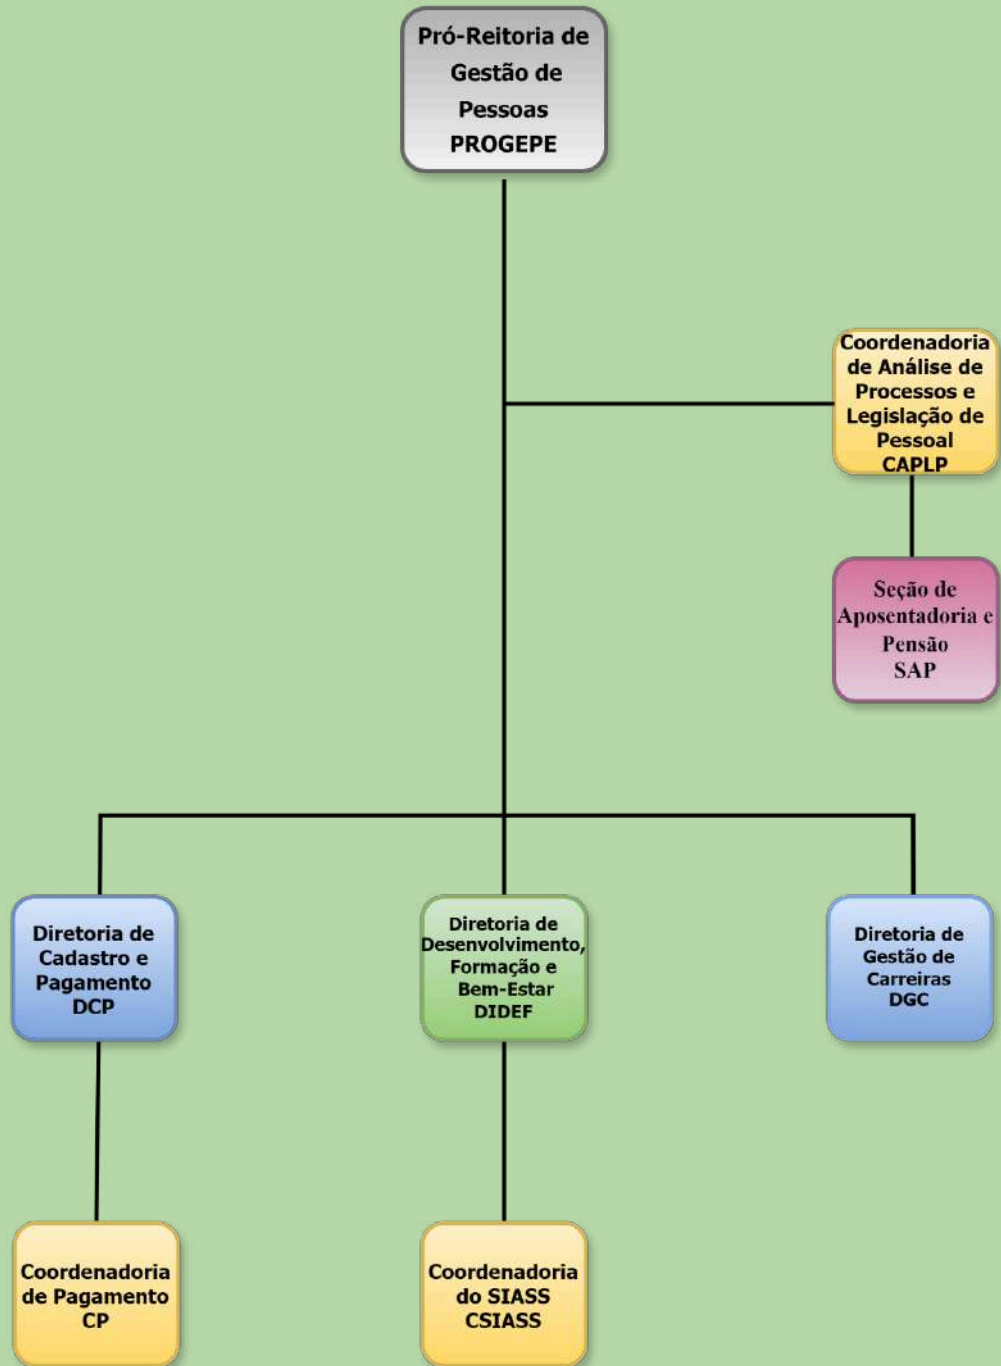 Pró-Reitoria de
Gestão de
Pessoas
PROGEPE
Coordenadoria
de Análise de
Processos e
Legislação de
Pessoal
CAPLP
Seção de
Aposentadoria e
Pensão
SAP
Diretoria de
Cadastro e
Pagamento
DCP
Diretoria de
Desenvolvimento,
Formação e
Bem-Estar
DIDEF
Diretoria de
Gestão de
Carreiras
DGC
Coordenadoria
de Pagamento
CP
Coordenadoria
do SIASS
CSIASS